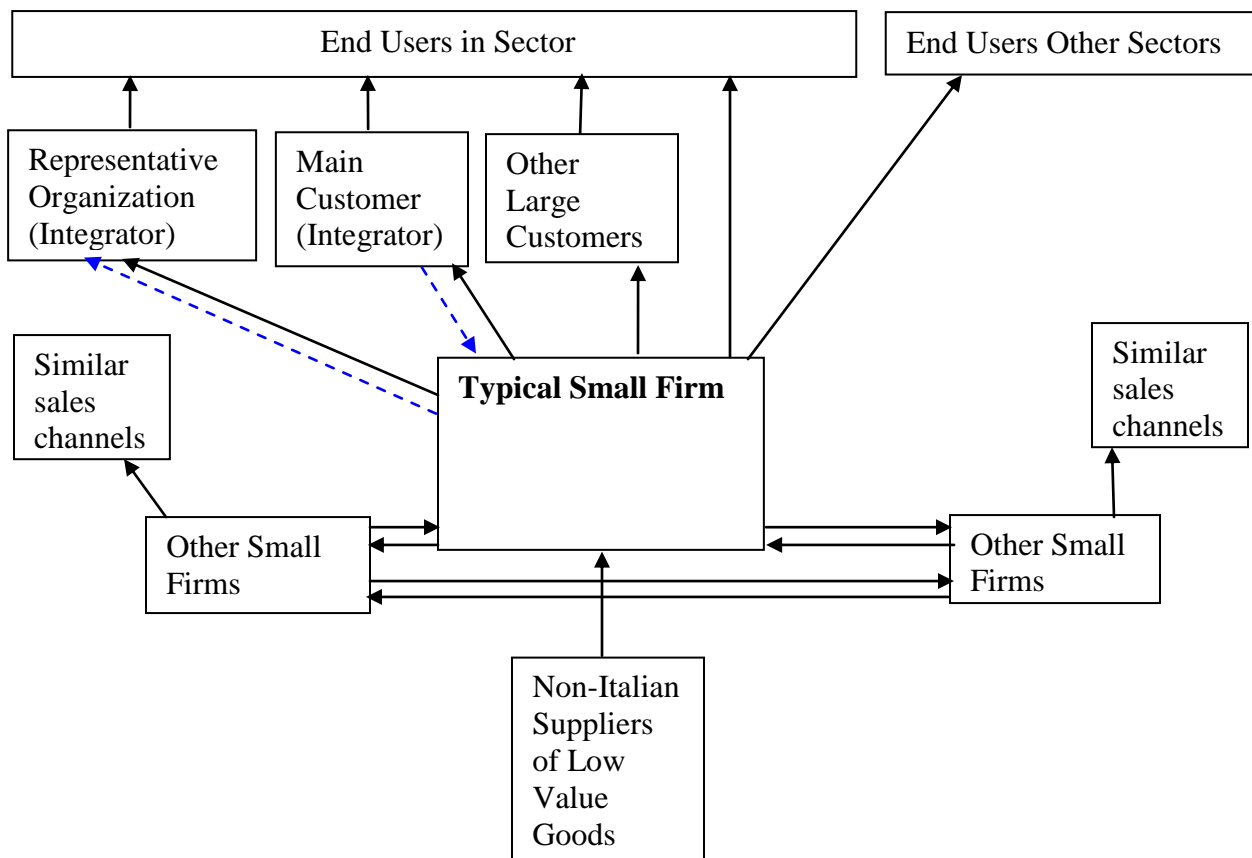 End Users in Sector
End Users Other Sectors
Representative
Organization
(Integrator)
Main
Customer
(Integrator)
Other
Large
Customers
Similar
sales
channels
Typical Small Firm
Similar
sales
channels
Other Small
Firms
Other Small
Firms
Non-Italian
Suppliers
of Low
Value
Goods